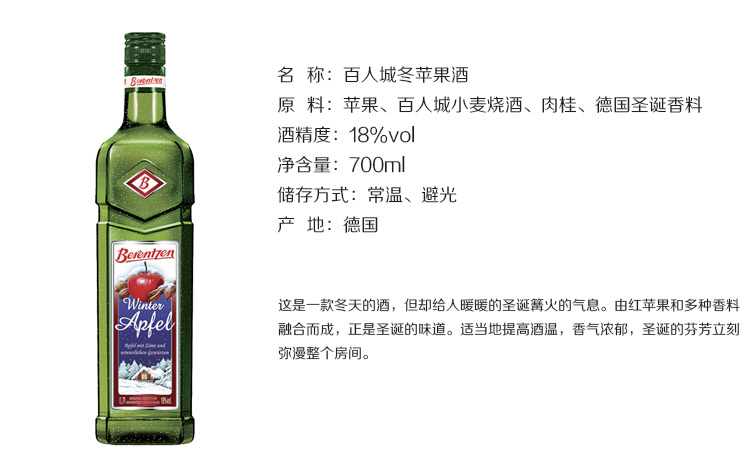 Berentzen
B
Berentzen
Winter
Apfel
Apfel mit Zimt und
winterlichen Gewürzen
0,7l
18%vol
名 称：百人城冬苹果酒
原 料：苹果、百人城小麦烧酒、肉桂、德国圣诞香料
酒精度：18%vol
净含量：700ml
储存方式：常温、避光
产 地：德国
这是一款冬天的酒，但却给人暖暖的圣诞篝火的气息。由红苹果和多种香料
融合而成，正是圣诞的味道。适当地提高酒温，香气浓郁，圣诞的芬芳立刻
弥漫整个房间。